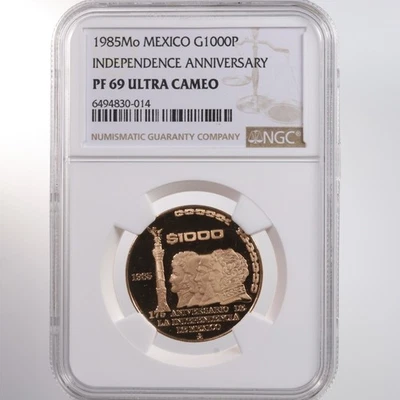 1985Mo MEXICO G1000P
INDEPENDENCE ANNIVERSARY
PF 69 ULTRA CAMEO
6494830-014
NUMISMATIC GUARANTY COMPANY
NGC
$1000
1985
175 ANIVERSARIO DE
LA INDEPENDENCIA
DE MEXICO